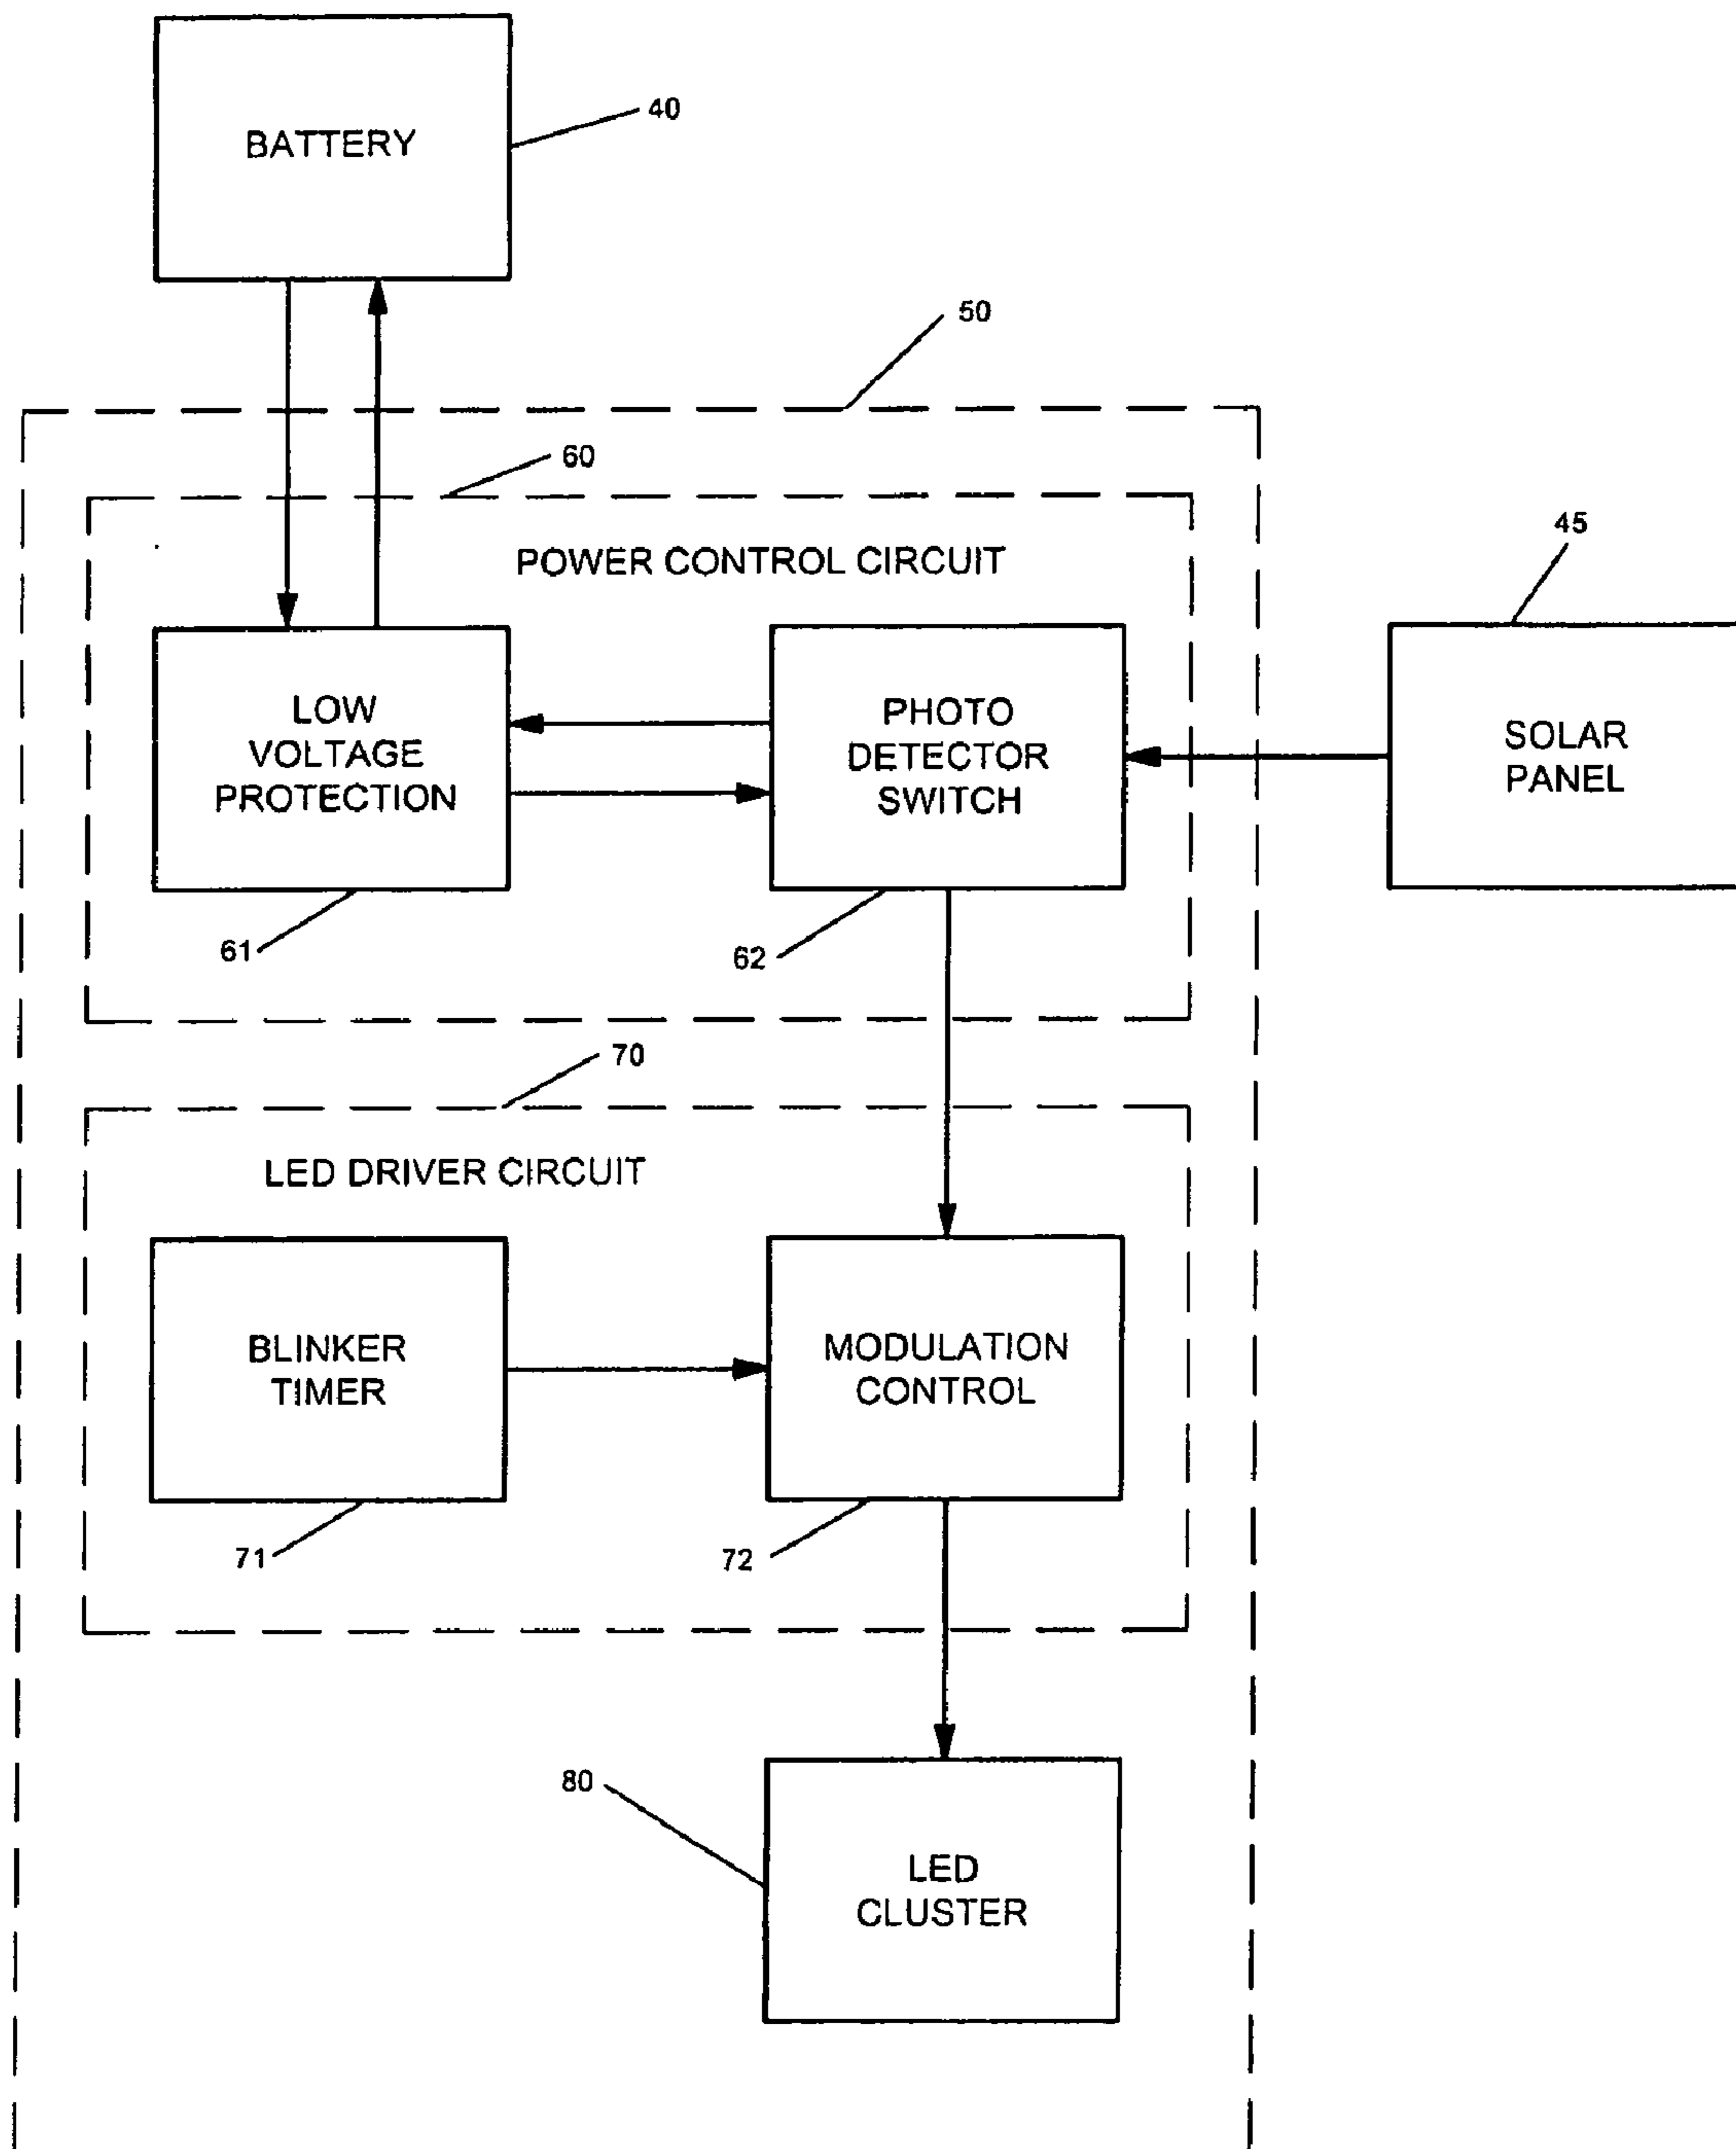 BATTERY
40
50
60
POWER CONTROL CIRCUIT
45
LOW
VOLTAGE
PROTECTION
PHOTO
DETECTOR
SWITCH
SOLAR
PANEL
61
62
70
LED DRIVER CIRCUIT
BLINKER
TIMER
MODULATION
CONTROL
71
72
80
LED
CLUSTER